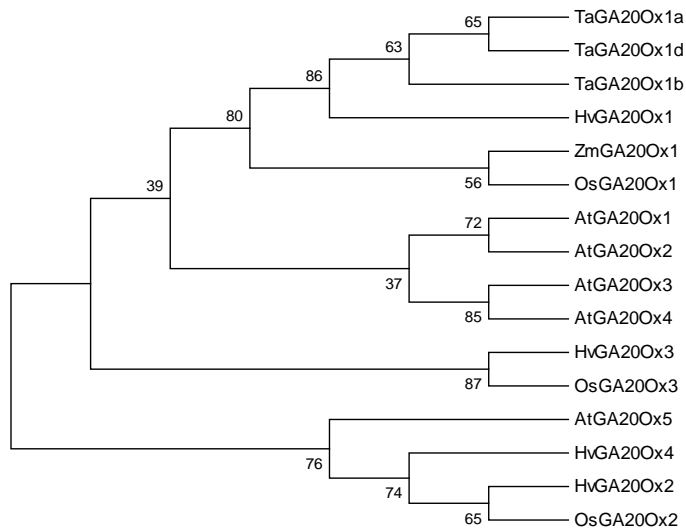 65 TaGA20Ox1a
63 TaGA20Ox1d
86 TaGA20Ox1b
80 HvGA20Ox1
ZmGA20Ox1
39 56 OsGA20Ox1
72 AtGA20Ox1
AtGA20Ox2
37 AtGA20Ox3
85 AtGA20Ox4
HvGA20Ox3
87 OsGA20Ox3
AtGA20Ox5
76 HvGA20Ox4
74 HvGA20Ox2
65 OsGA20Ox2